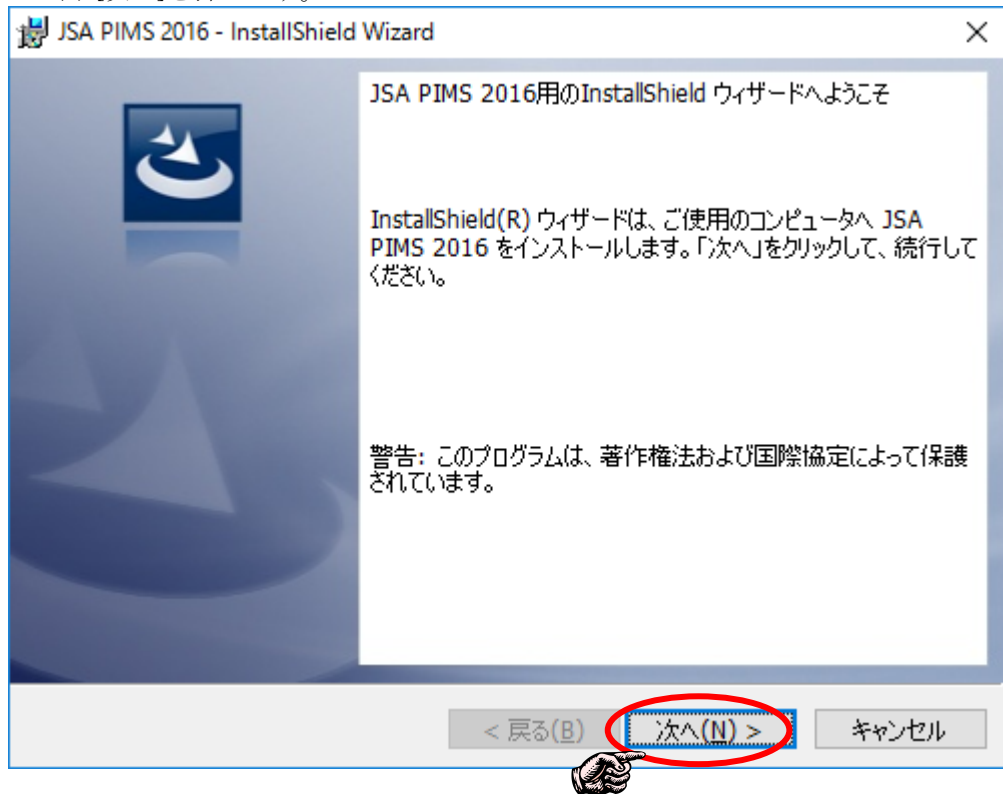 JSA PIMS 2016 - InstallShield Wizard
JSA PIMS 2016用のInstallShield ウィザードへようこそ
InstallShield(R) ウィザードは、ご使用のコンピュータへ JSA
PIMS 2016 をインストールします。「次へ」をクリックして、続行して
ください。
警告: このプログラムは、著作権法および国際協定によって保護
されています。
< 戻る(B)
次へ(N) >
キャンセル